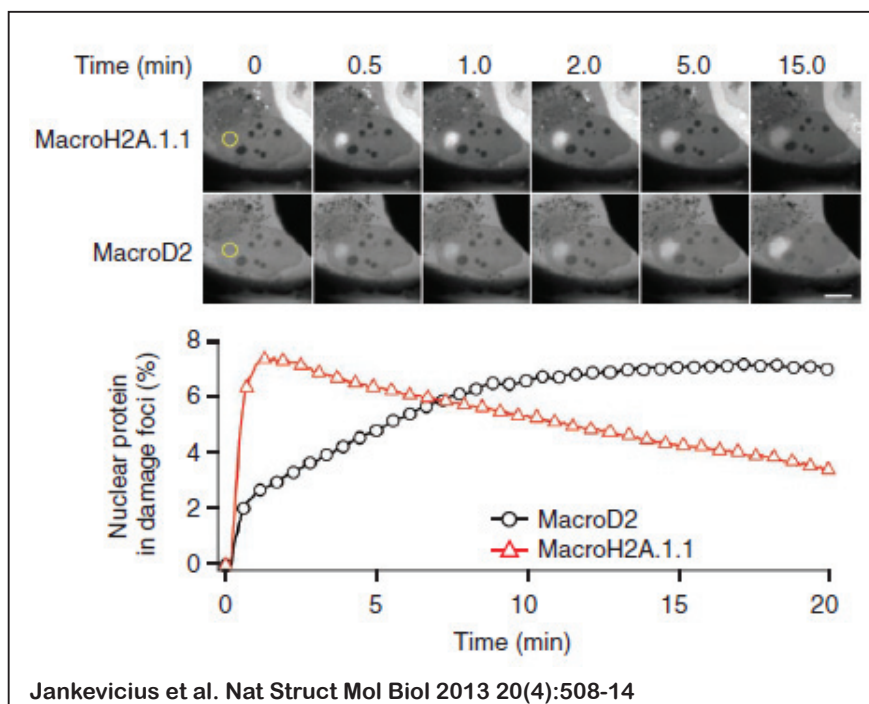 Time (min) 0 0.5 1.0 2.0 5.0 15.0
MacroH2A.1.1
MacroD2
8
6
4
2
0
Nuclear protein
in damage foci (%)
MacroD2
MacroH2A.1.1
0 5 10 15 20
Time (min)
Jankevicius et al. Nat Struct Mol Biol 2013 20(4):508-14